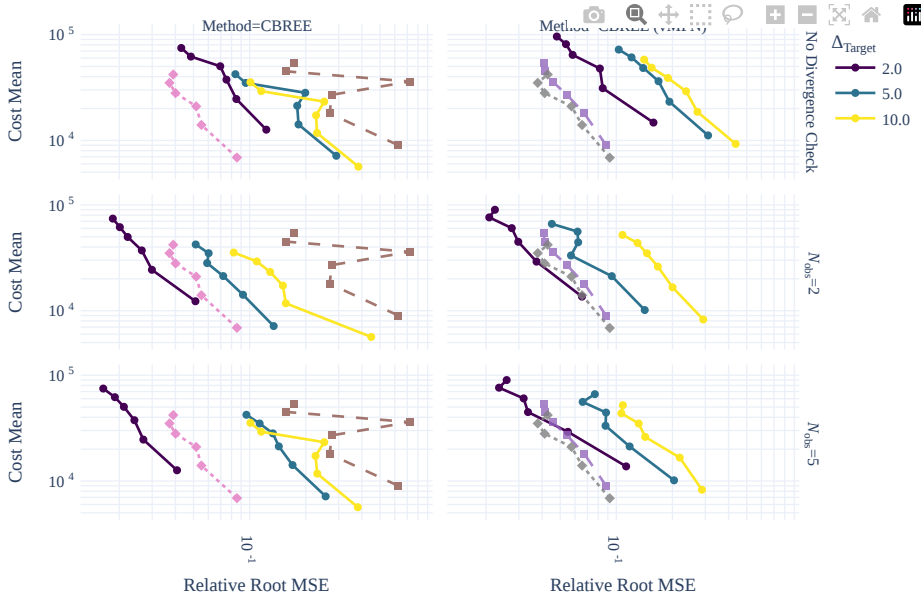 Method=CBREE
Method=CBREE (vMFN)
Δ_Target
2.0
5.0
10.0
Cost Mean
10^5
10^4
No Divergence Check
Cost Mean
10^5
10^4
N_obs=2
Cost Mean
10^5
10^4
N_obs=5
10^-1
10^-1
Relative Root MSE
Relative Root MSE